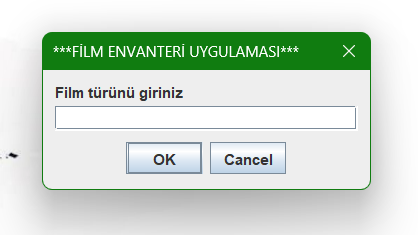 ***FİLM ENVANTERİ UYGULAMASI***
Film türünü giriniz
OK
Cancel